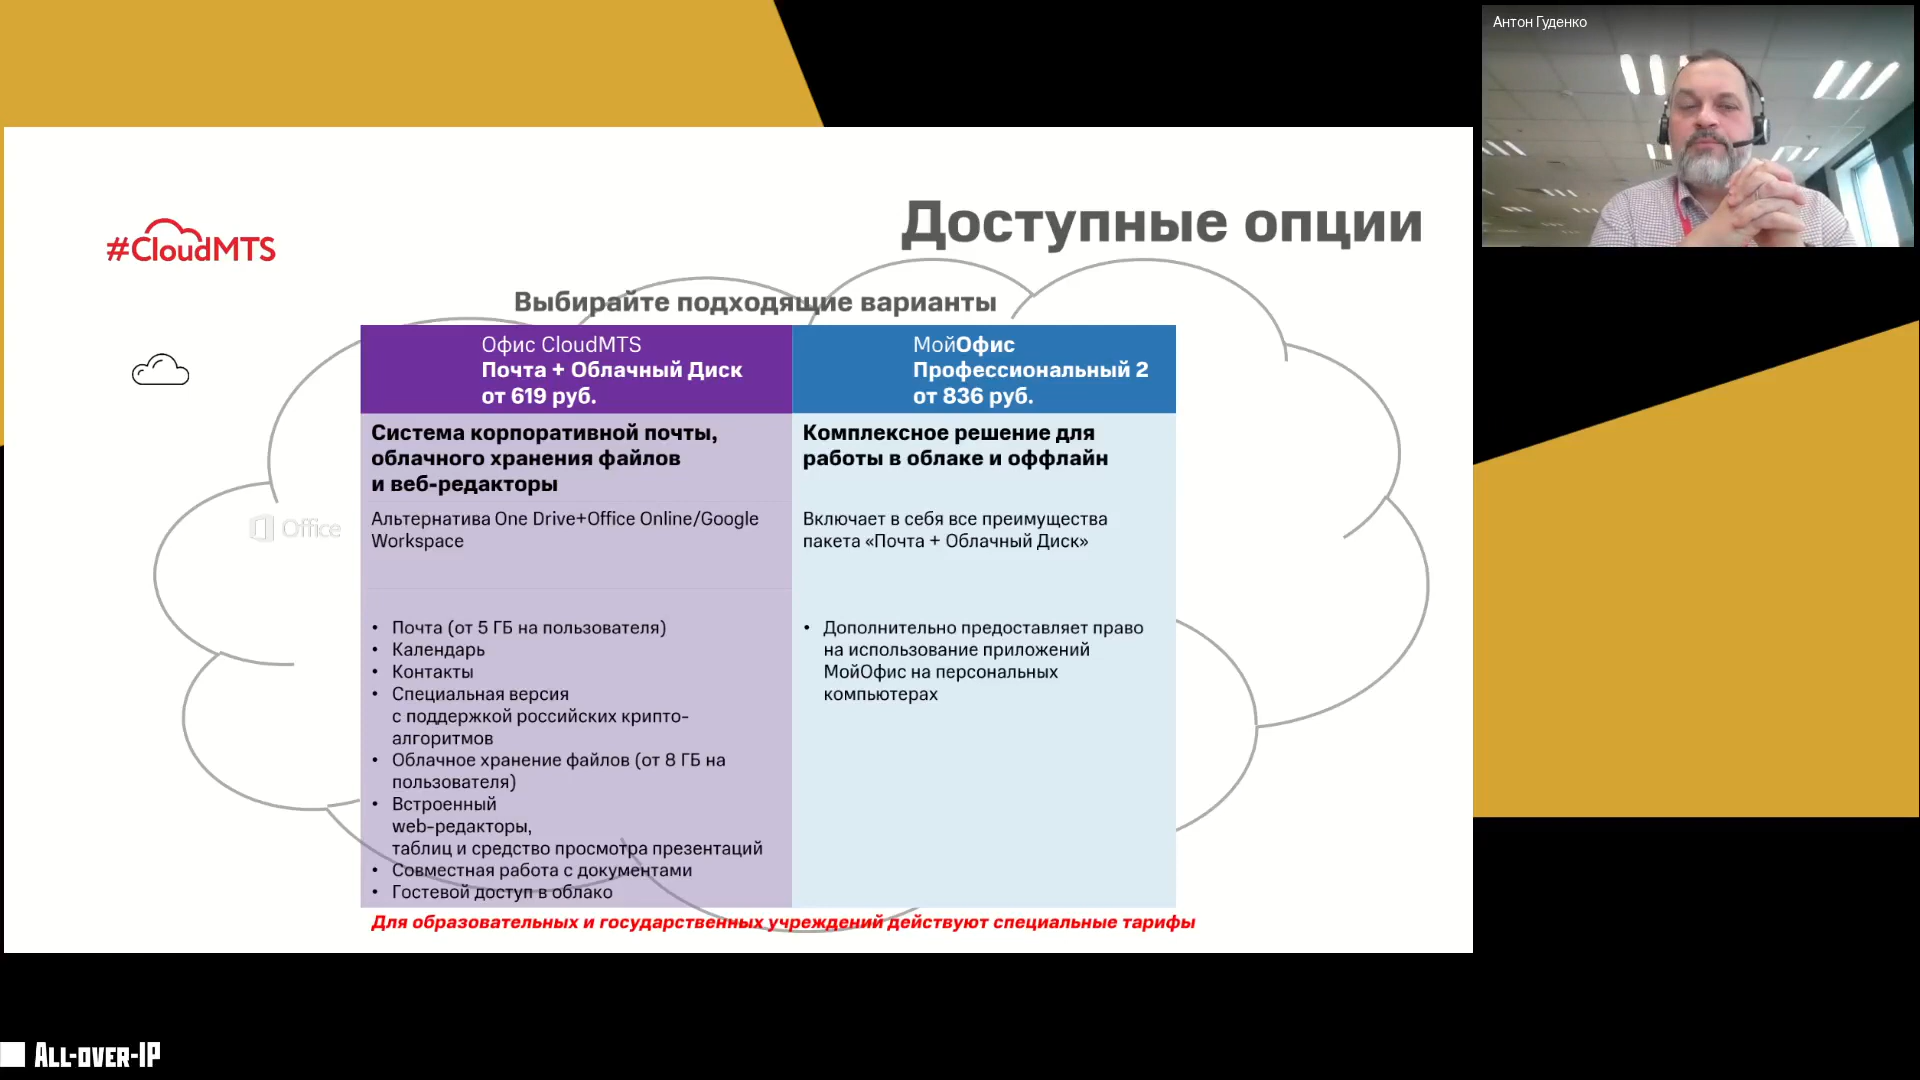 Антон Гуденко
Доступные опции
#CloudMTS
Выбирайте подходящие варианты
Офис CloudMTS
Почта + Облачный Диск
от 619 руб.
МойОфис
Профессиональный 2
от 836 руб.
Система корпоративной почты,
облачного хранения файлов
и веб-редакторы
Комплексное решение для
работы в облаке и оффлайн
Office
Альтернатива One Drive+Office Online/Google
Workspace
Включает в себя все преимущества
пакета «Почта + Облачный Диск»
• Почта (от 5 ГБ на пользователя)
• Календарь
• Контакты
• Специальная версия
с поддержкой российских крипто-
алгоритмов
• Облачное хранение файлов (от 8 ГБ на
пользователя)
• Встроенный
web-редакторы,
таблиц и средство просмотра презентаций
• Совместная работа с документами
• Гостевой доступ в облако
• Дополнительно предоставляет право
на использование приложений
МойОфис на персональных
компьютерах
Для образовательных и государственных учреждений действуют специальные тарифы
ALL-OVER-IP